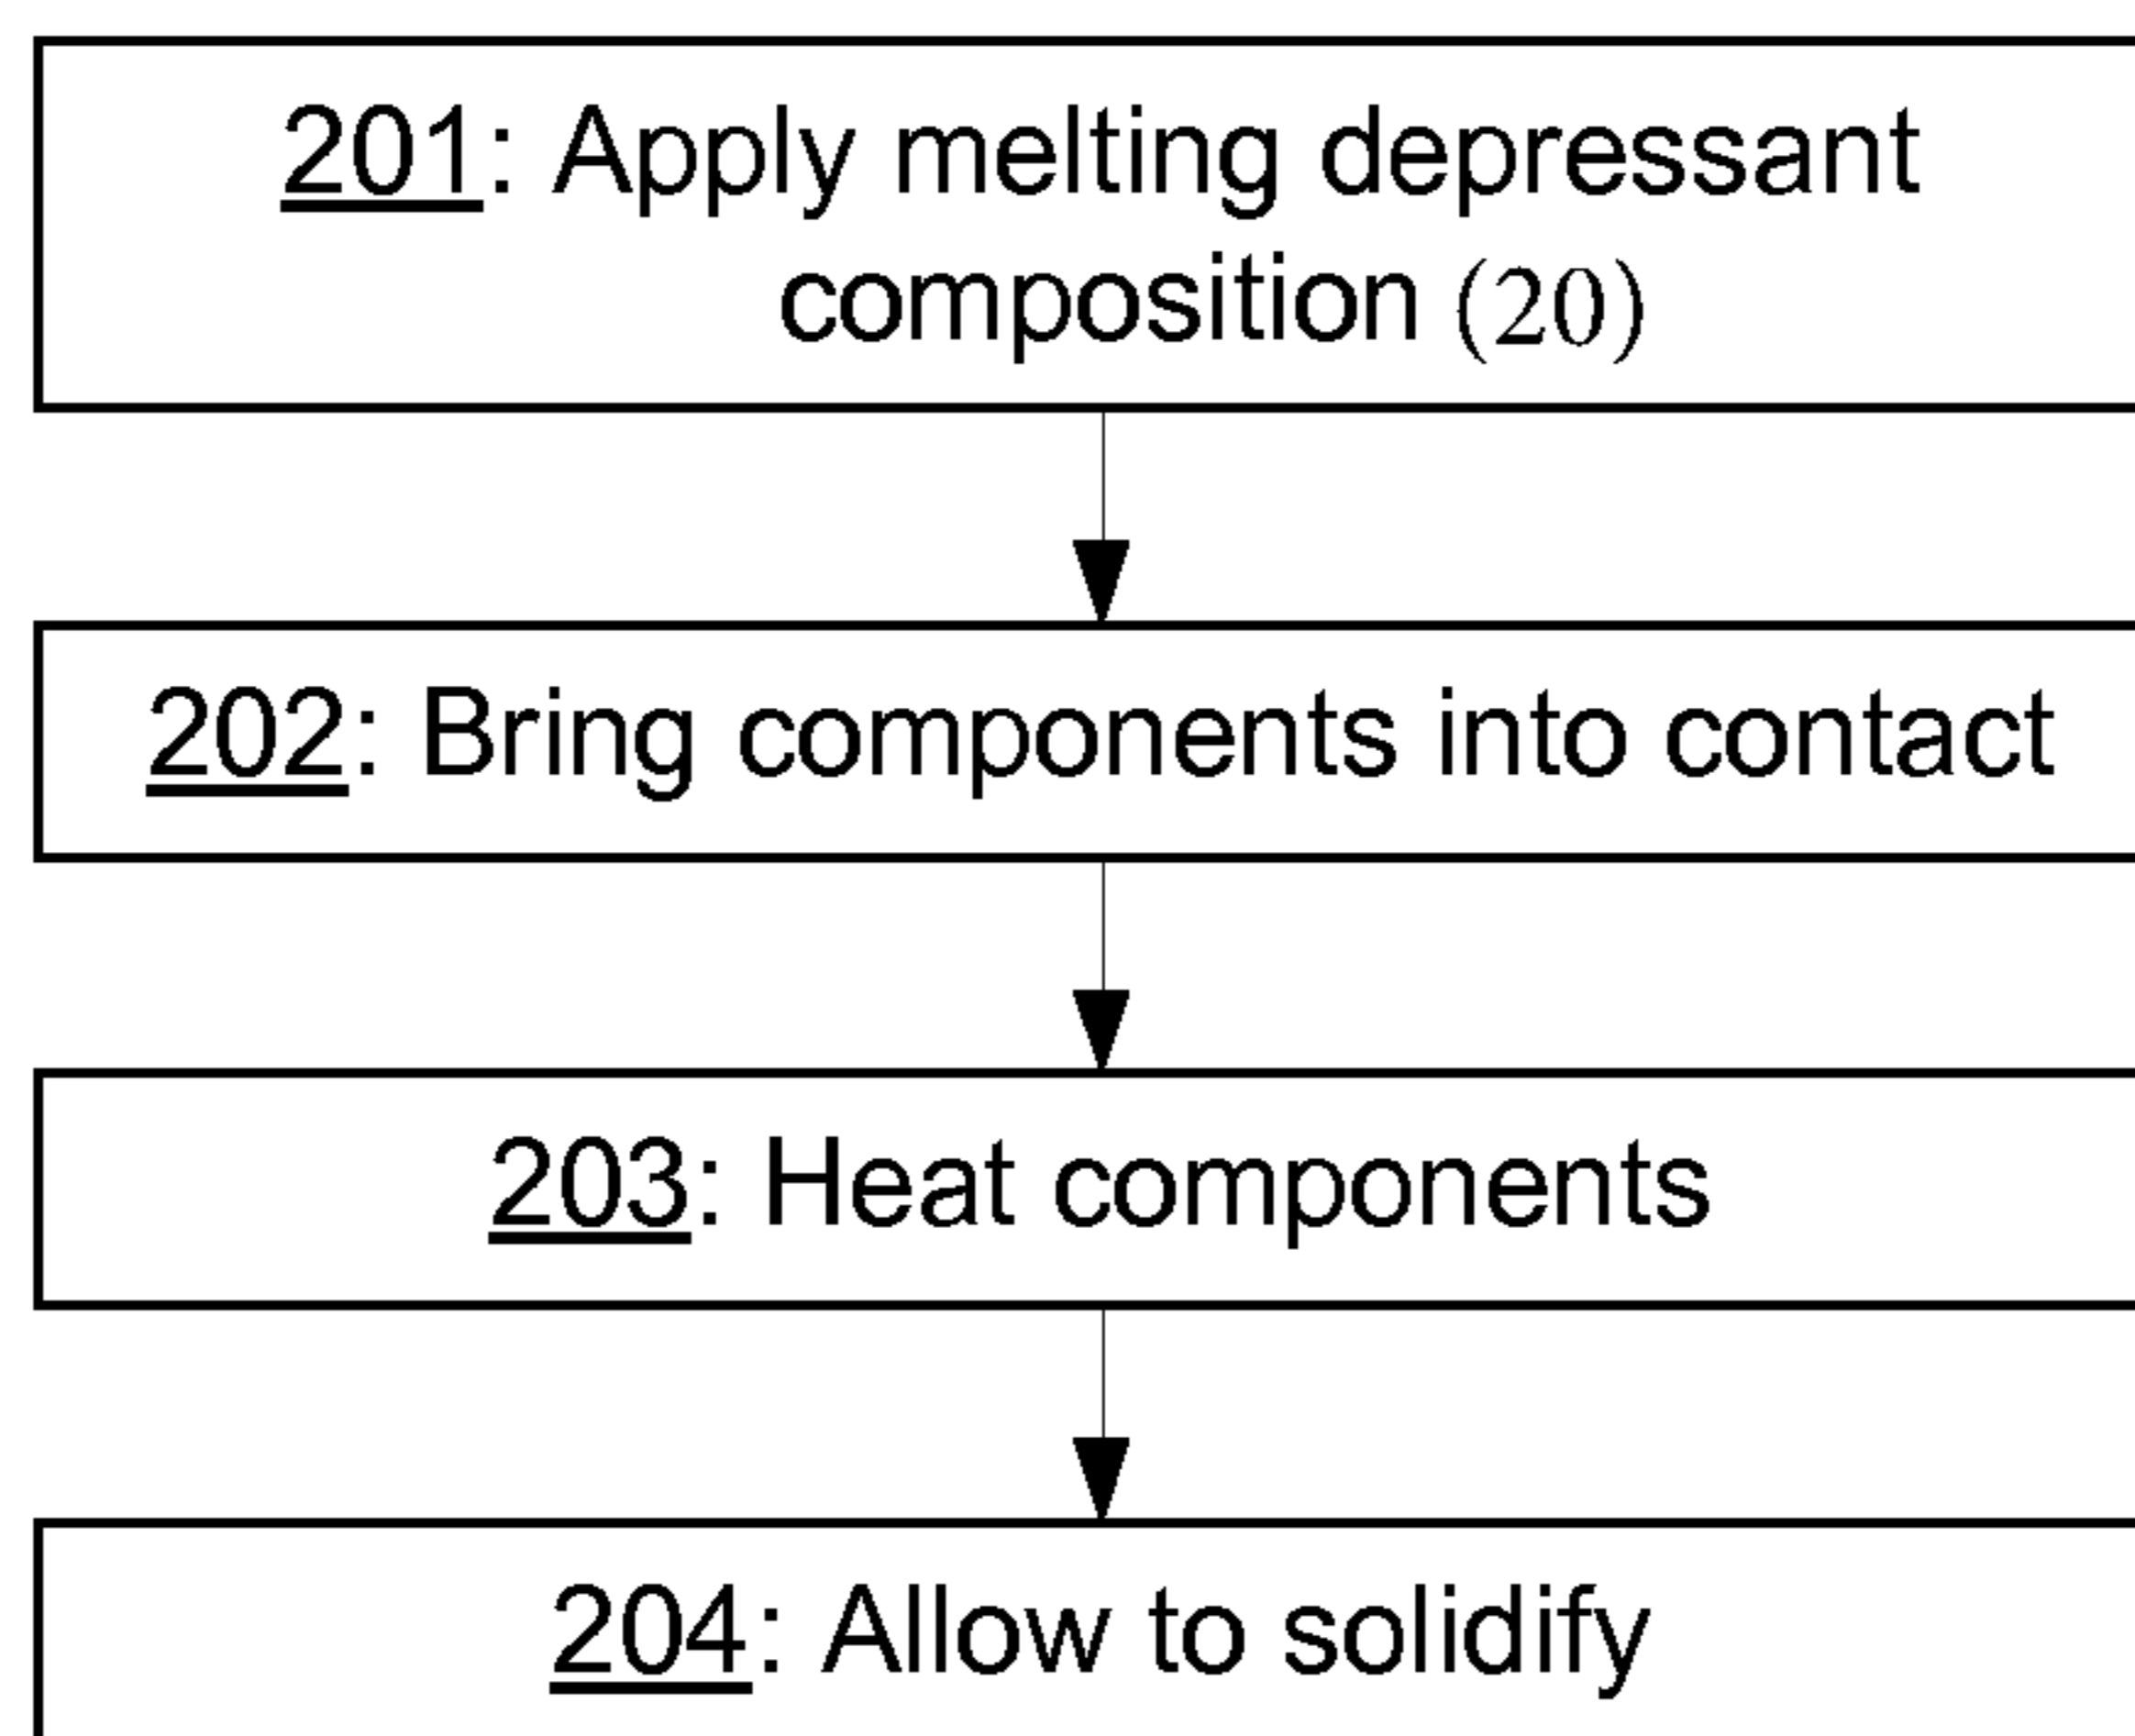 201: Apply melting depressant
composition (20)
202: Bring components into contact
203: Heat components
204: Allow to solidify